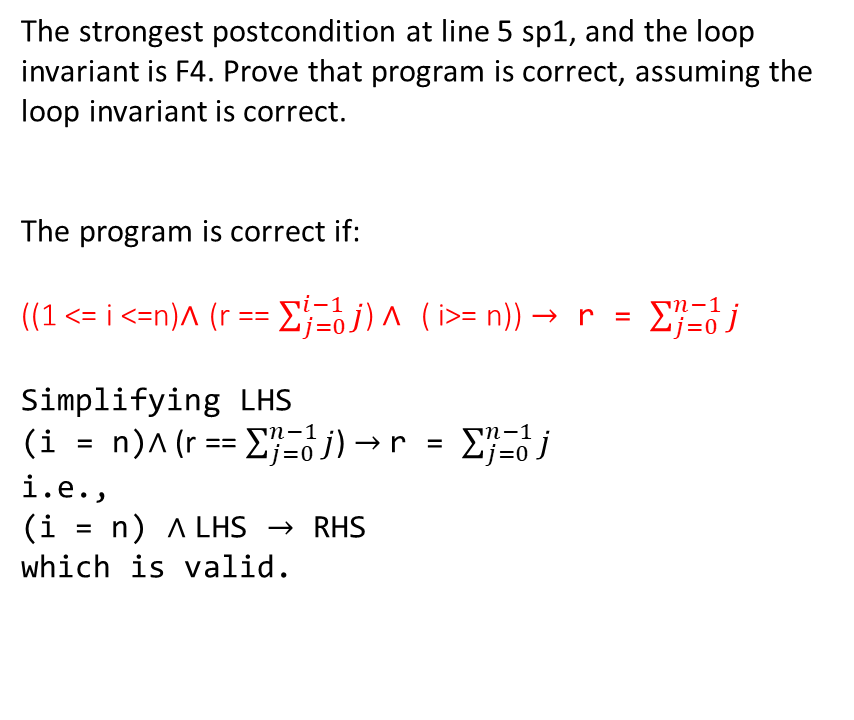 The strongest postcondition at line 5 sp1, and the loop
invariant is F4. Prove that program is correct, assuming the
loop invariant is correct.
The program is correct if:
((1 <= i <=n)∧ (r == ∑_{j=0}^{i−1} j) ∧ ( i>= n)) → r = ∑_{j=0}^{n−1} j
Simplifying LHS
(i = n)∧ (r == ∑_{j=0}^{n−1} j) → r = ∑_{j=0}^{n−1} j
i.e.,
(i = n) ∧ LHS → RHS
which is valid.